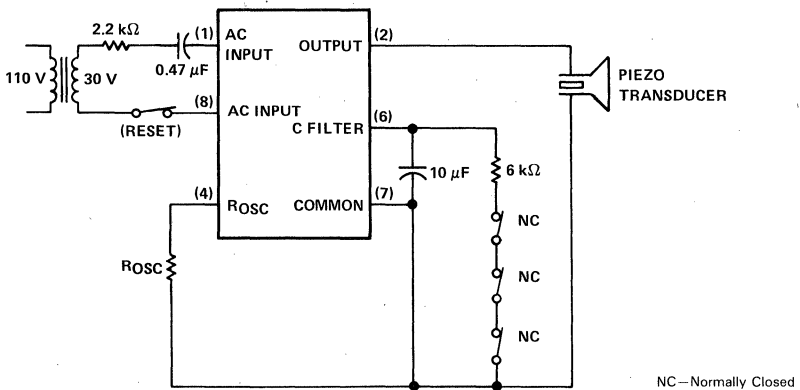 2.2 kΩ
(1)
AC
INPUT
OUTPUT
(2)
110 V
30 V
0.47 µF
PIEZO
TRANSDUCER
(8)
AC INPUT
(RESET)
C FILTER
(6)
10 µF
6 kΩ
(4)
ROSC
COMMON
(7)
NC
ROSC
NC
NC
NC—Normally Closed